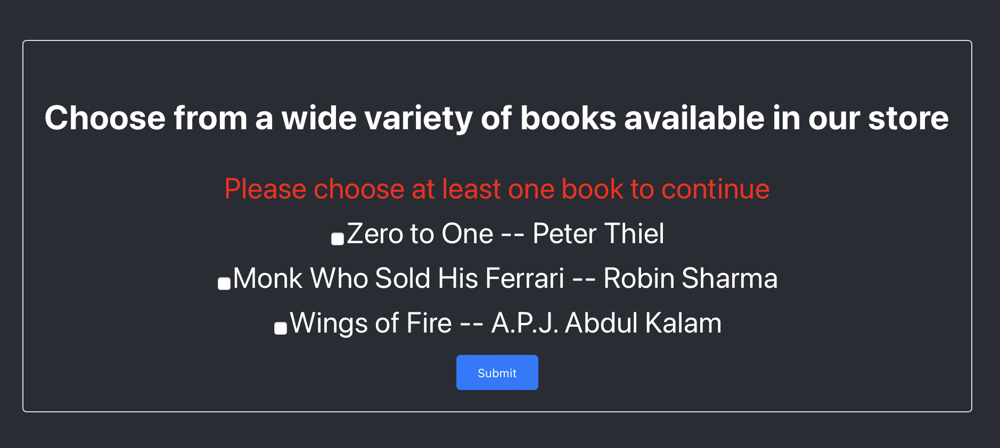 Choose from a wide variety of books available in our store
Please choose at least one book to continue
Zero to One -- Peter Thiel
Monk Who Sold His Ferrari -- Robin Sharma
Wings of Fire -- A.P.J. Abdul Kalam
Submit